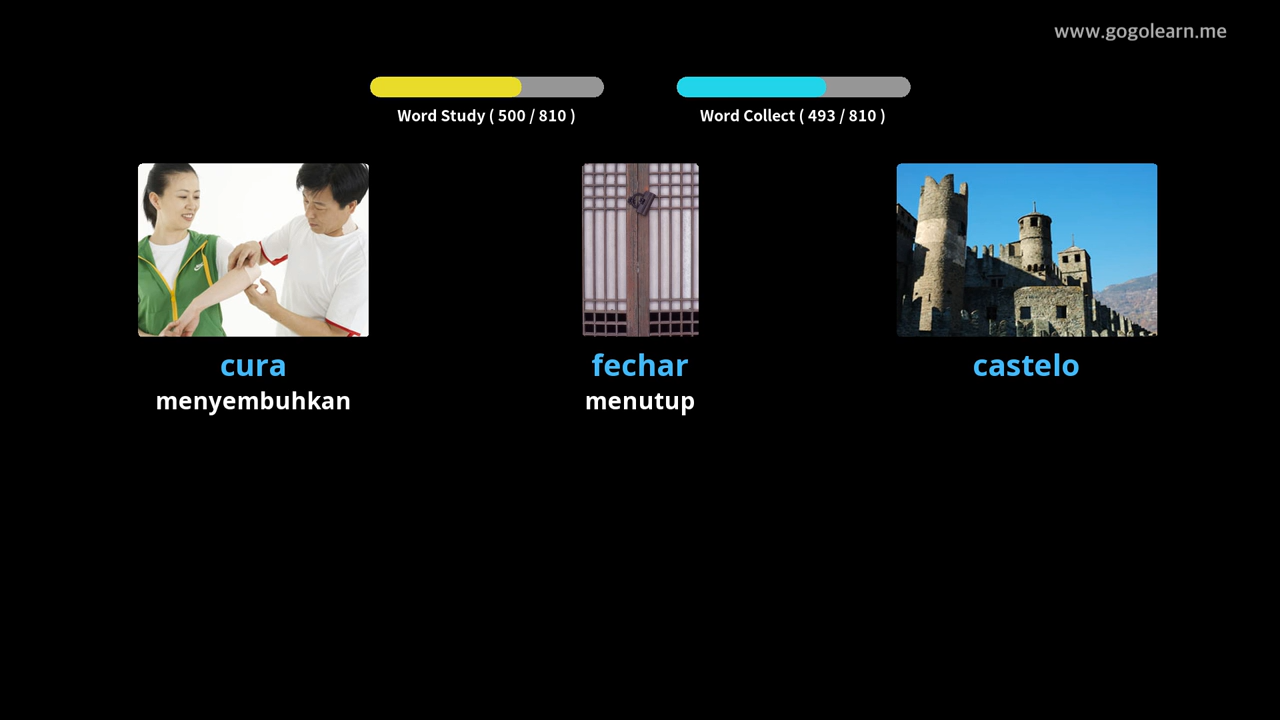 www.gogolearn.me
Word Study ( 500 / 810 )
Word Collect ( 493 / 810 )
cura
menyembuhkan
fechar
menutup
castelo